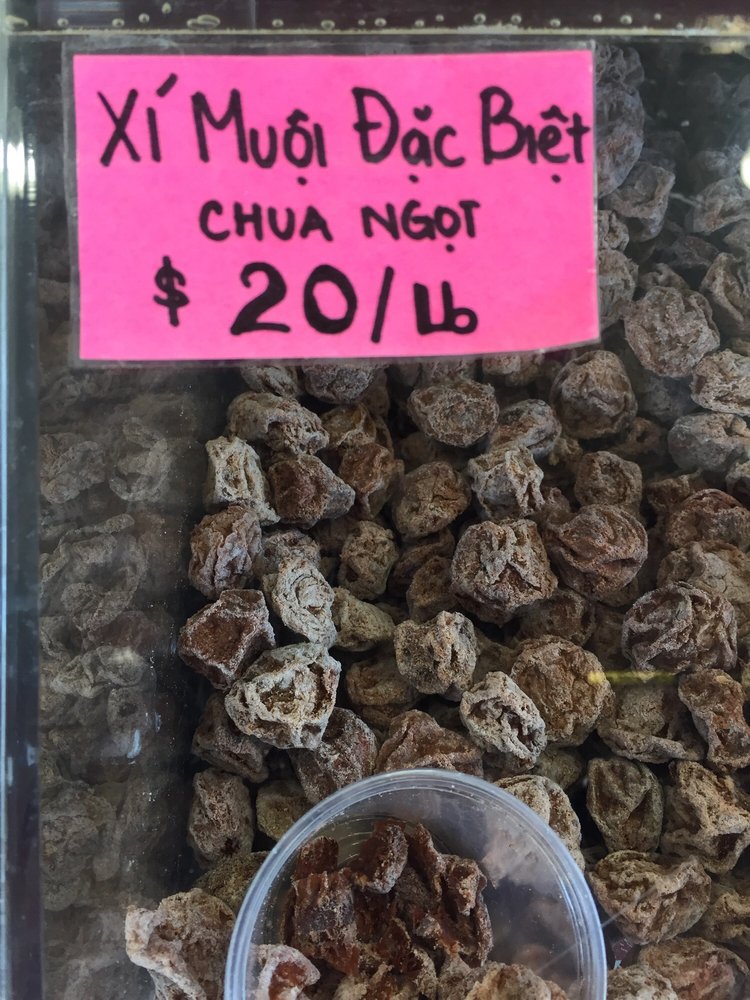 Xí Muội Đặc Biệt
CHUA NGỌT
$ 20/Lb